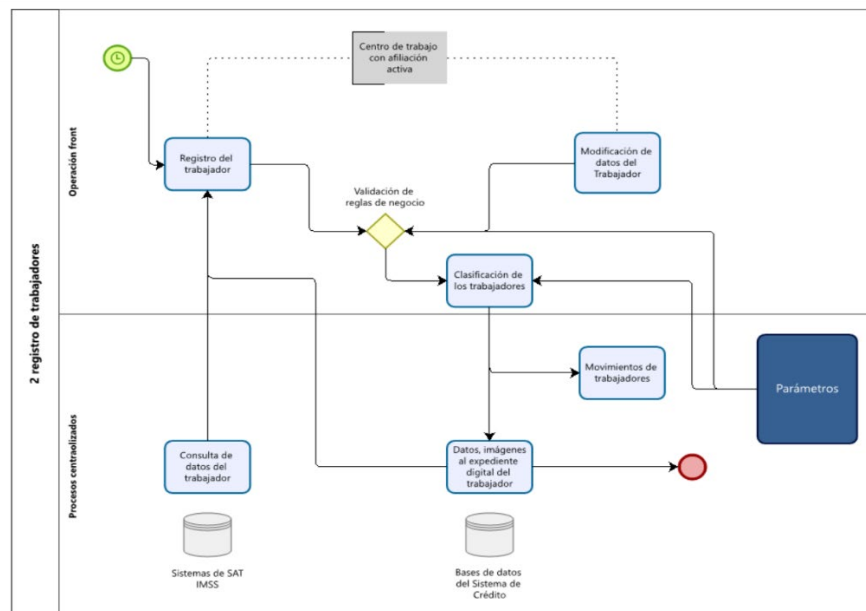 2 registro de trabajadores
Operación front
Centro de trabajo
con afiliación
activa
Registro del
trabajador
Modificación de
datos del
Trabajador
Validación de
reglas de negocio
Clasificación de
los trabajadores
Procesos centraolizados
Movimientos de
trabajadores
Parámetros
Consulta de
datos del
trabajador
Datos, imágenes
al expediente
digital del
trabajador
Sistemas de SAT
IMSS
Bases de datos
del Sistema de
Crédito